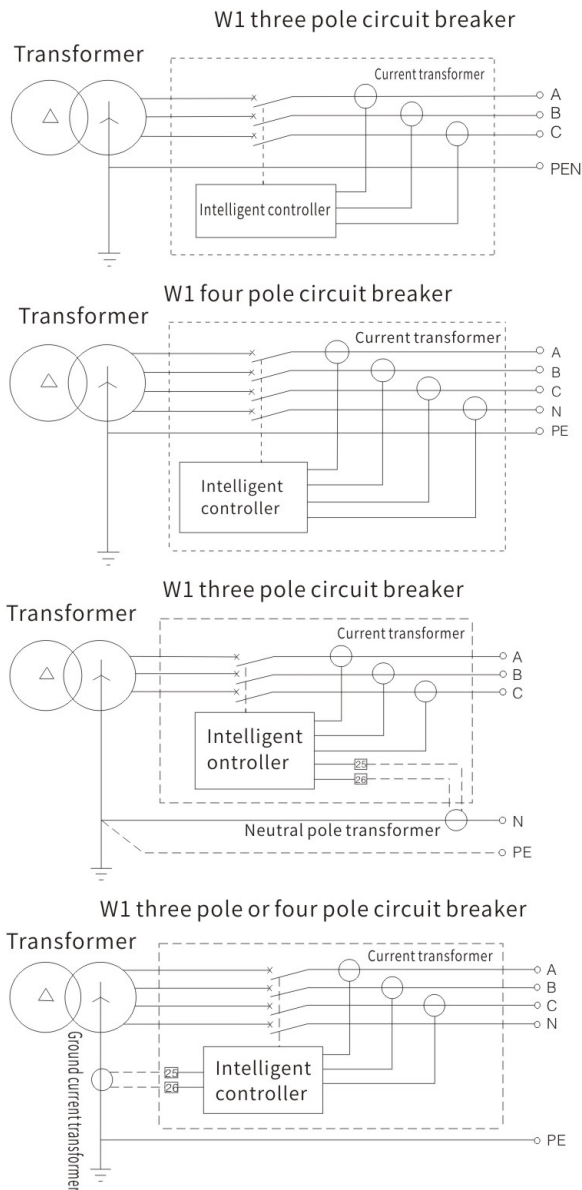 W1 three pole circuit breaker
Transformer
Current transformer
A
B
C
PEN
Intelligent controller
W1 four pole circuit breaker
Transformer
Current transformer
A
B
C
N
PE
Intelligent
controller
W1 three pole circuit breaker
Transformer
Current transformer
A
B
C
Intelligent
ontroller
25
26
Neutral pole transformer
N
PE
W1 three pole or four pole circuit breaker
Transformer
Current transformer
A
B
C
N
Ground current transformer
25
26
Intelligent
controller
PE